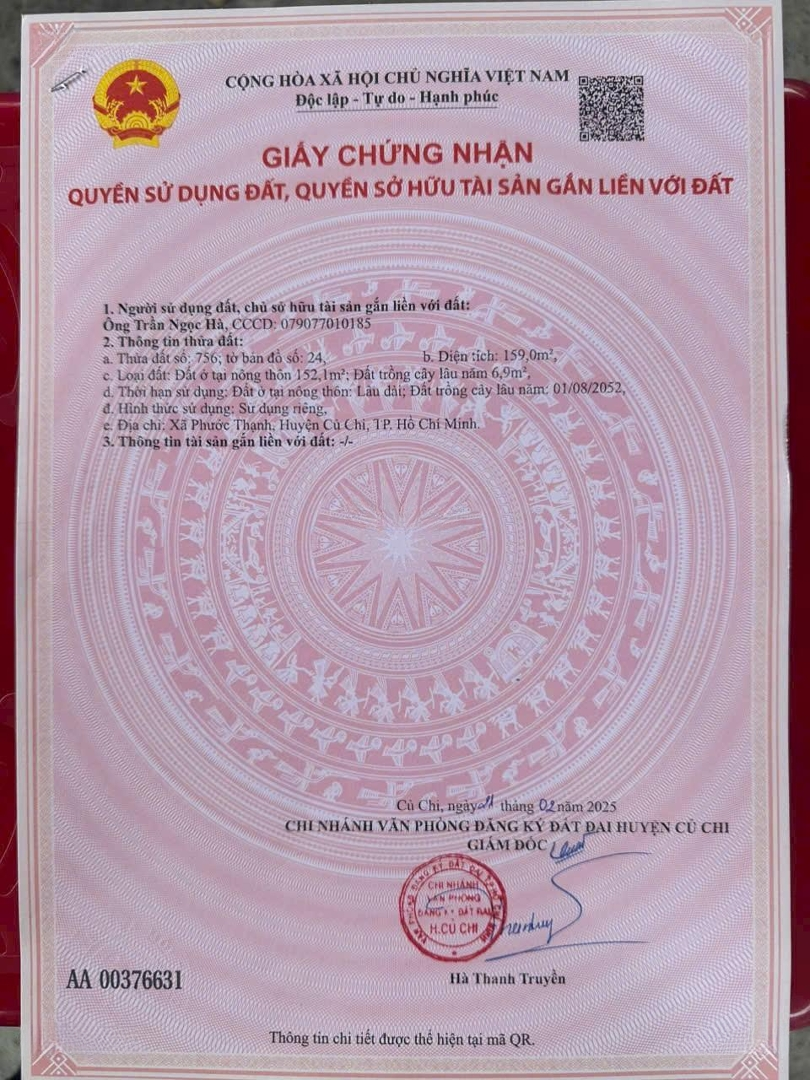 CỘNG HÒA XÃ HỘI CHỦ NGHĨA VIỆT NAM
Độc lập - Tự do - Hạnh phúc
GIẤY CHỨNG NHẬN
QUYỀN SỬ DỤNG ĐẤT, QUYỀN SỞ HỮU TÀI SẢN GẮN LIỀN VỚI ĐẤT
1. Người sử dụng đất, chủ sở hữu tài sản gắn liền với đất:
Ông Trần Ngọc Hà, CCCD: 079077010185
2. Thông tin thửa đất:
a. Thửa đất số: 756; tờ bản đồ số: 24, b. Diện tích: 159,0m²,
c. Loại đất: Đất ở tại nông thôn 152,1m²; Đất trồng cây lâu năm 6,9m²,
d. Thời hạn sử dụng: Đất ở tại nông thôn: Lâu dài; Đất trồng cây lâu năm: 01/08/2052,
đ. Hình thức sử dụng: Sử dụng riêng,
e. Địa chỉ: Xã Phước Thạnh, Huyện Củ Chi, TP. Hồ Chí Minh.
3. Thông tin tài sản gắn liền với đất: -/-
Củ Chi, ngày 21 tháng 02 năm 2025
CHI NHÁNH VĂN PHÒNG ĐĂNG KÝ ĐẤT ĐAI HUYỆN CỦ CHI
GIÁM ĐỐC
CHI NHÁNH
VĂN PHÒNG
ĐĂNG KÝ ĐẤT ĐAI
H.CỦ CHI
AA 00376631
Hà Thanh Truyền
Thông tin chi tiết được thể hiện tại mã QR.